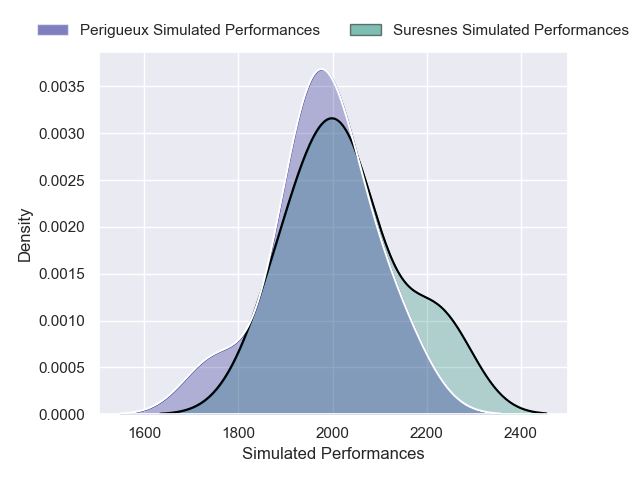 Perigueux Simulated Performances
Suresnes Simulated Performances
0.0035
0.0030
0.0025
0.0020
0.0015
0.0010
0.0005
0.0000
Density
1600 1800 2000 2200 2400
Simulated Performances